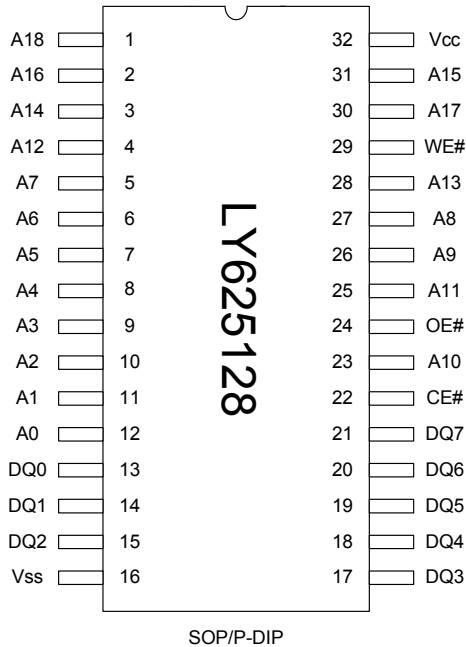 A18 1 32 Vcc
A16 2 31 A15
A14 3 30 A17
A12 4 29 WE#
A7 5 28 A13
A6 6 27 A8
A5 7 26 A9
A4 8 25 A11
A3 9 24 OE#
A2 10 23 A10
A1 11 22 CE#
A0 12 21 DQ7
DQ0 13 20 DQ6
DQ1 14 19 DQ5
DQ2 15 18 DQ4
Vss 16 17 DQ3
LY625128
SOP/P-DIP